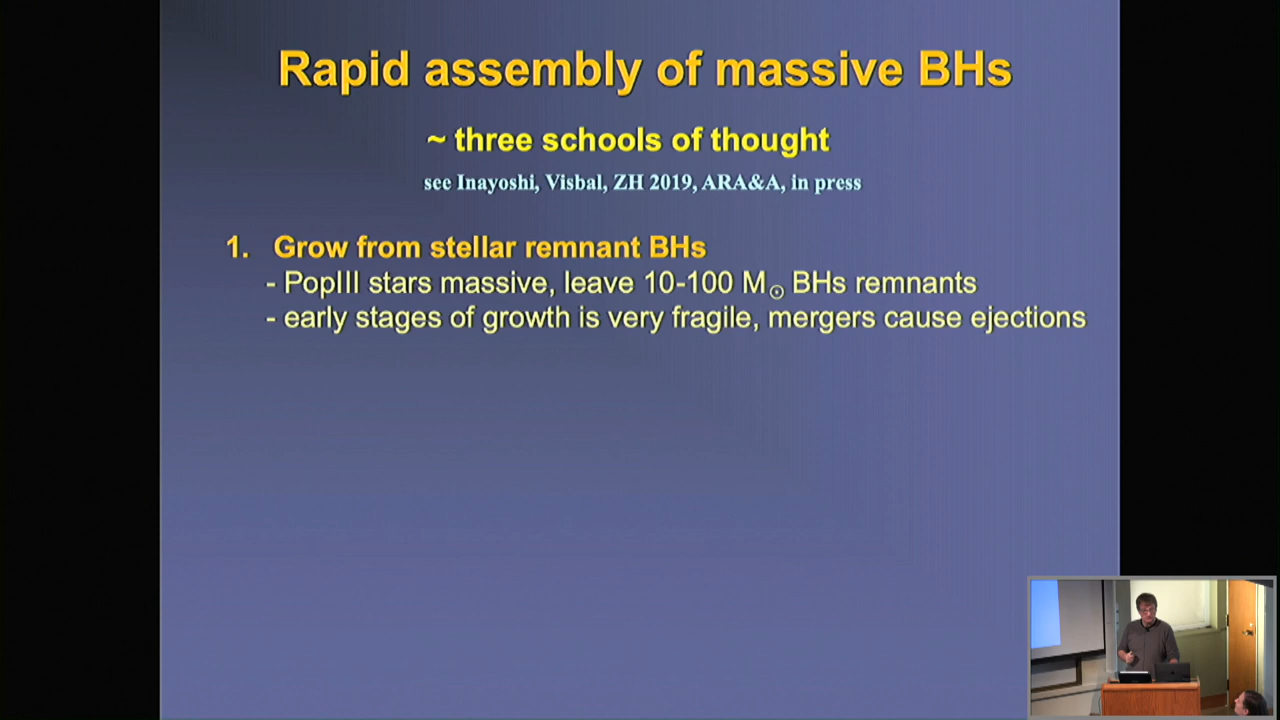 Rapid assembly of massive BHs
~ three schools of thought
see Inayoshi, Visbal, ZH 2019, ARA&A, in press
1. Grow from stellar remnant BHs
- PopIII stars massive, leave 10-100 M☉ BHs remnants
- early stages of growth is very fragile, mergers cause ejections